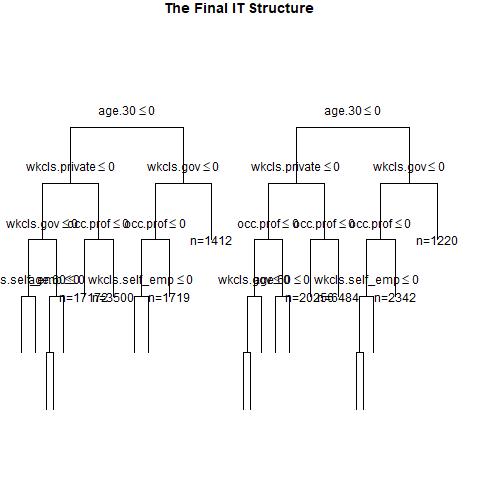 The Final IT Structure
age.30 ≤ 0 age.30 ≤ 0
wkcls.private ≤ 0 wkcls.gov ≤ 0 wkcls.private ≤ 0 wkcls.gov ≤ 0
wkcls.gov ≤ 0 occ.prof ≤ 0 occ.prof ≤ 0 occ.prof ≤ 0 occ.prof ≤ 0 occ.prof ≤ 0
n=1412 n=1220
s.self_emp ≤ 0 age.60 ≤ 0 wkcls.self_emp ≤ 0 wkcls.gov ≤ 0 age.60 ≤ 0 wkcls.self_emp ≤ 0
n=3500 n=1719 n=6484 n=2342